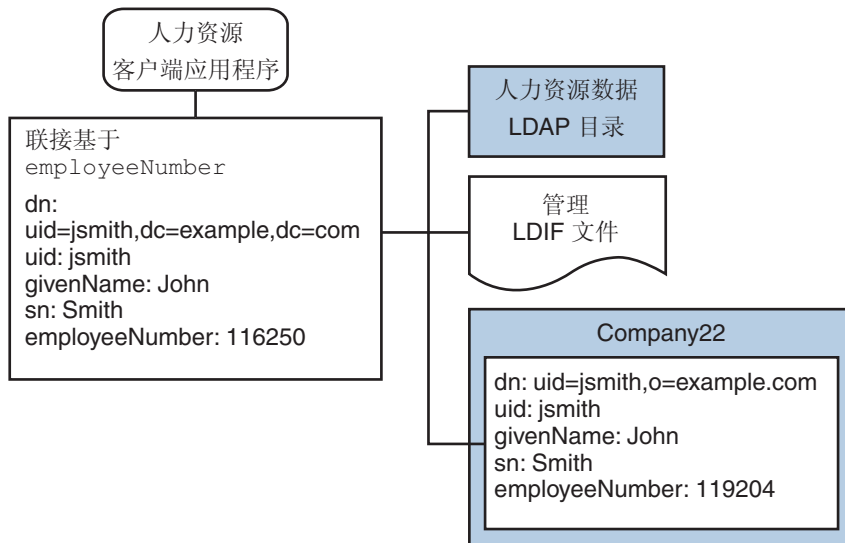 人力资源
客户端应用程序
联接基于
employeeNumber
dn:
uid=jsmith,dc=example,dc=com
uid: jsmith
givenName: John
sn: Smith
employeeNumber: 116250
人力资源数据
LDAP 目录
管理
LDIF 文件
Company22
dn: uid=jsmith,o=example.com
uid: jsmith
givenName: John
sn: Smith
employeeNumber: 119204